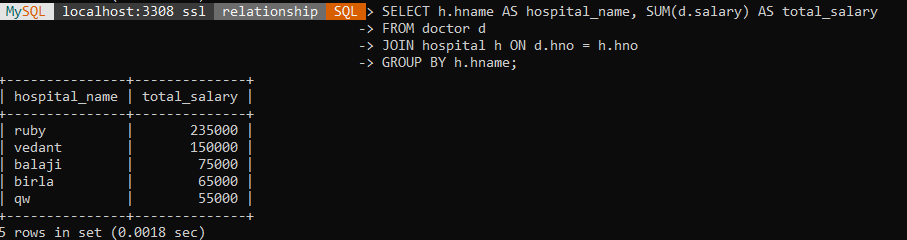 MySQL localhost:3308 ssl relationship SQL > SELECT h.hname AS hospital_name, SUM(d.salary) AS total_salary
-> FROM doctor d
-> JOIN hospital h ON d.hno = h.hno
-> GROUP BY h.hname;
+---------------+--------------+
| hospital_name | total_salary |
+---------------+--------------+
| ruby          |       235000 |
| vedant        |       150000 |
| balaji        |        75000 |
| birla         |        65000 |
| qw            |        55000 |
+---------------+--------------+
5 rows in set (0.0018 sec)